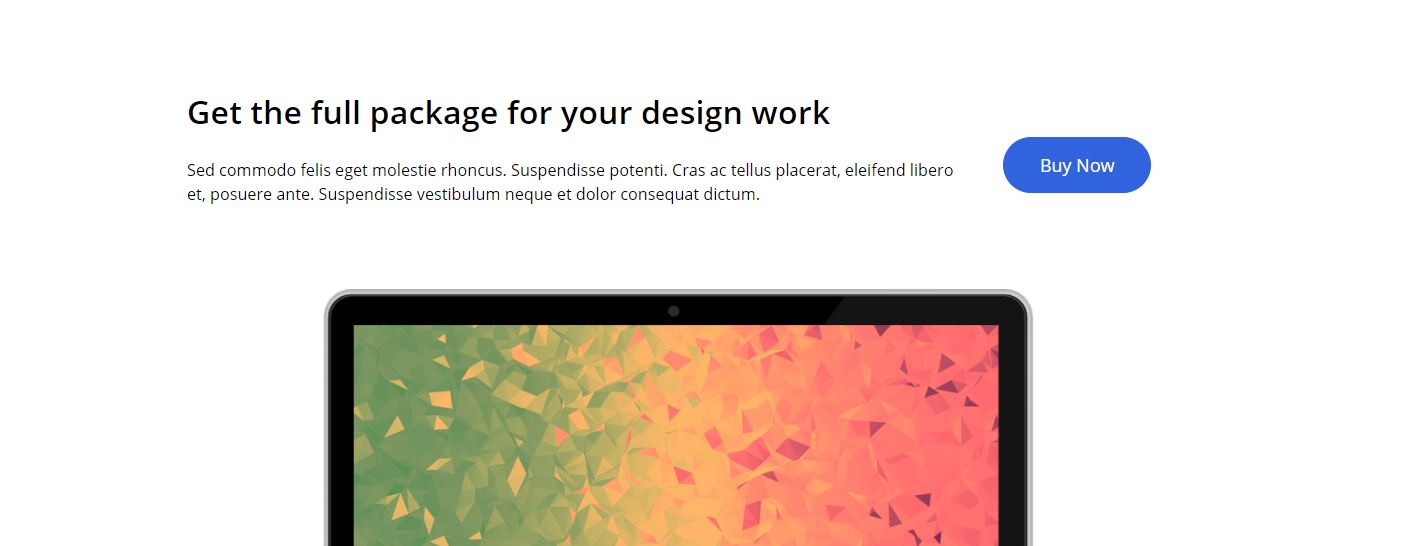 Get the full package for your design work
Sed commodo felis eget molestie rhoncus. Suspendisse potenti. Cras ac tellus placerat, eleifend libero
et, posuere ante. Suspendisse vestibulum neque et dolor consequat dictum.
Buy Now